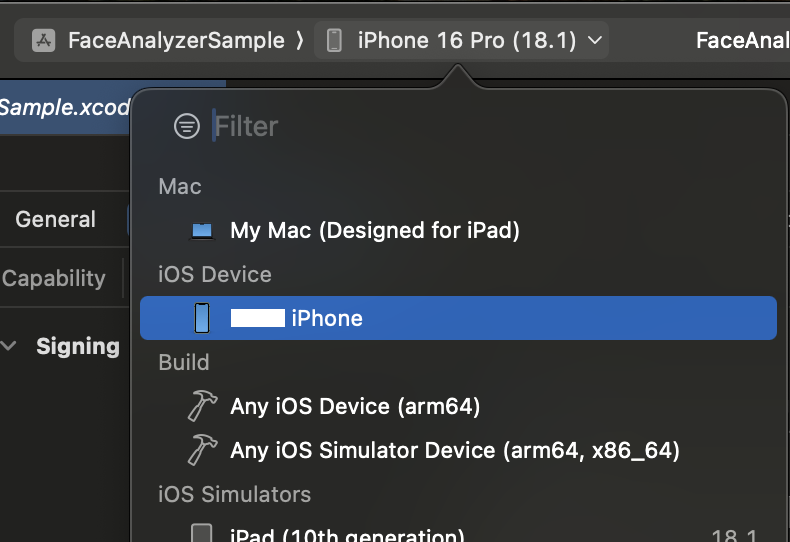 FaceAnalyzerSample 〉 iPhone 16 Pro (18.1) FaceAnal
Sample.xcod
Filter
Mac
General
My Mac (Designed for iPad)
Capability
iOS Device
iPhone
Signing
Build
Any iOS Device (arm64)
Any iOS Simulator Device (arm64, x86_64)
iOS Simulators
iPad (10th generation) 18.1